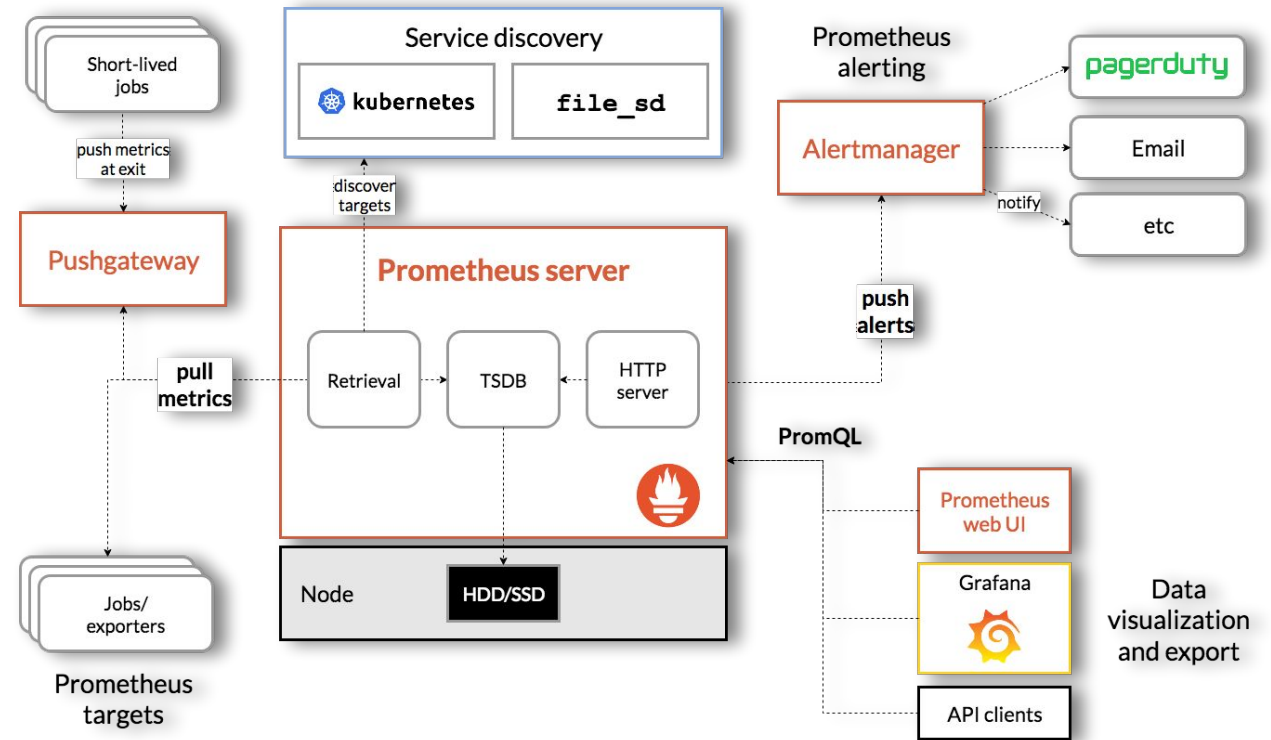 Short-lived
jobs
push metrics
at exit
Pushgateway
pull
metrics
Jobs/
exporters
Prometheus
targets
Service discovery
kubernetes
file_sd
discover
targets
Prometheus server
Retrieval
TSDB
HTTP
server
Node
HDD/SSD
Prometheus
alerting
Alertmanager
pagerduty
Email
notify
etc
push
alerts
PromQL
Prometheus
web UI
Grafana
API clients
Data
visualization
and export